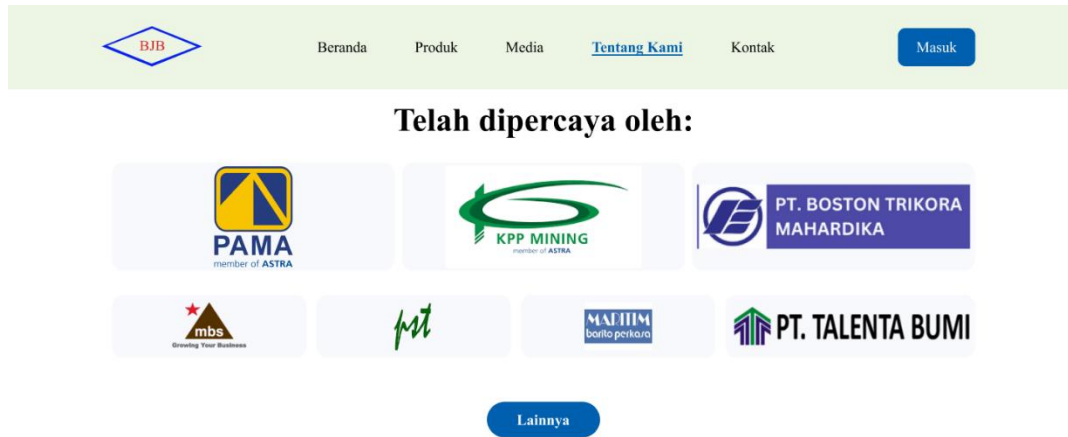 BJB
Beranda Produk Media Tentang Kami Kontak Masuk
Telah dipercaya oleh:
PAMA
member of ASTRA
KPP MINING
member of ASTRA
PT. BOSTON TRIKORA
MAHARDIKA
mbs
Growing Your Business
pst
MARITIM
barito perkasa
PT. TALENTA BUMI
Lainnya